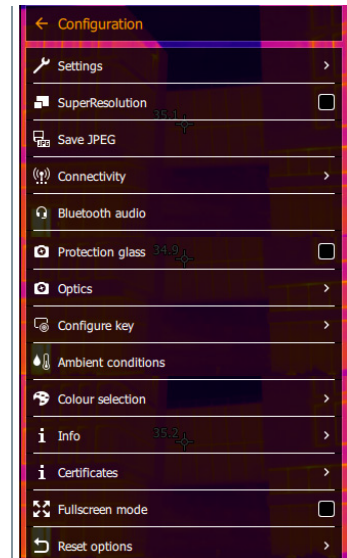 Configuration
Settings
SuperResolution
35.1
Save JPEG
JPG
Connectivity
Bluetooth audio
Protection glass 34.9
Optics
Configure key
Ambient conditions
Colour selection
Info 35.2
Certificates
Fullscreen mode
Reset options